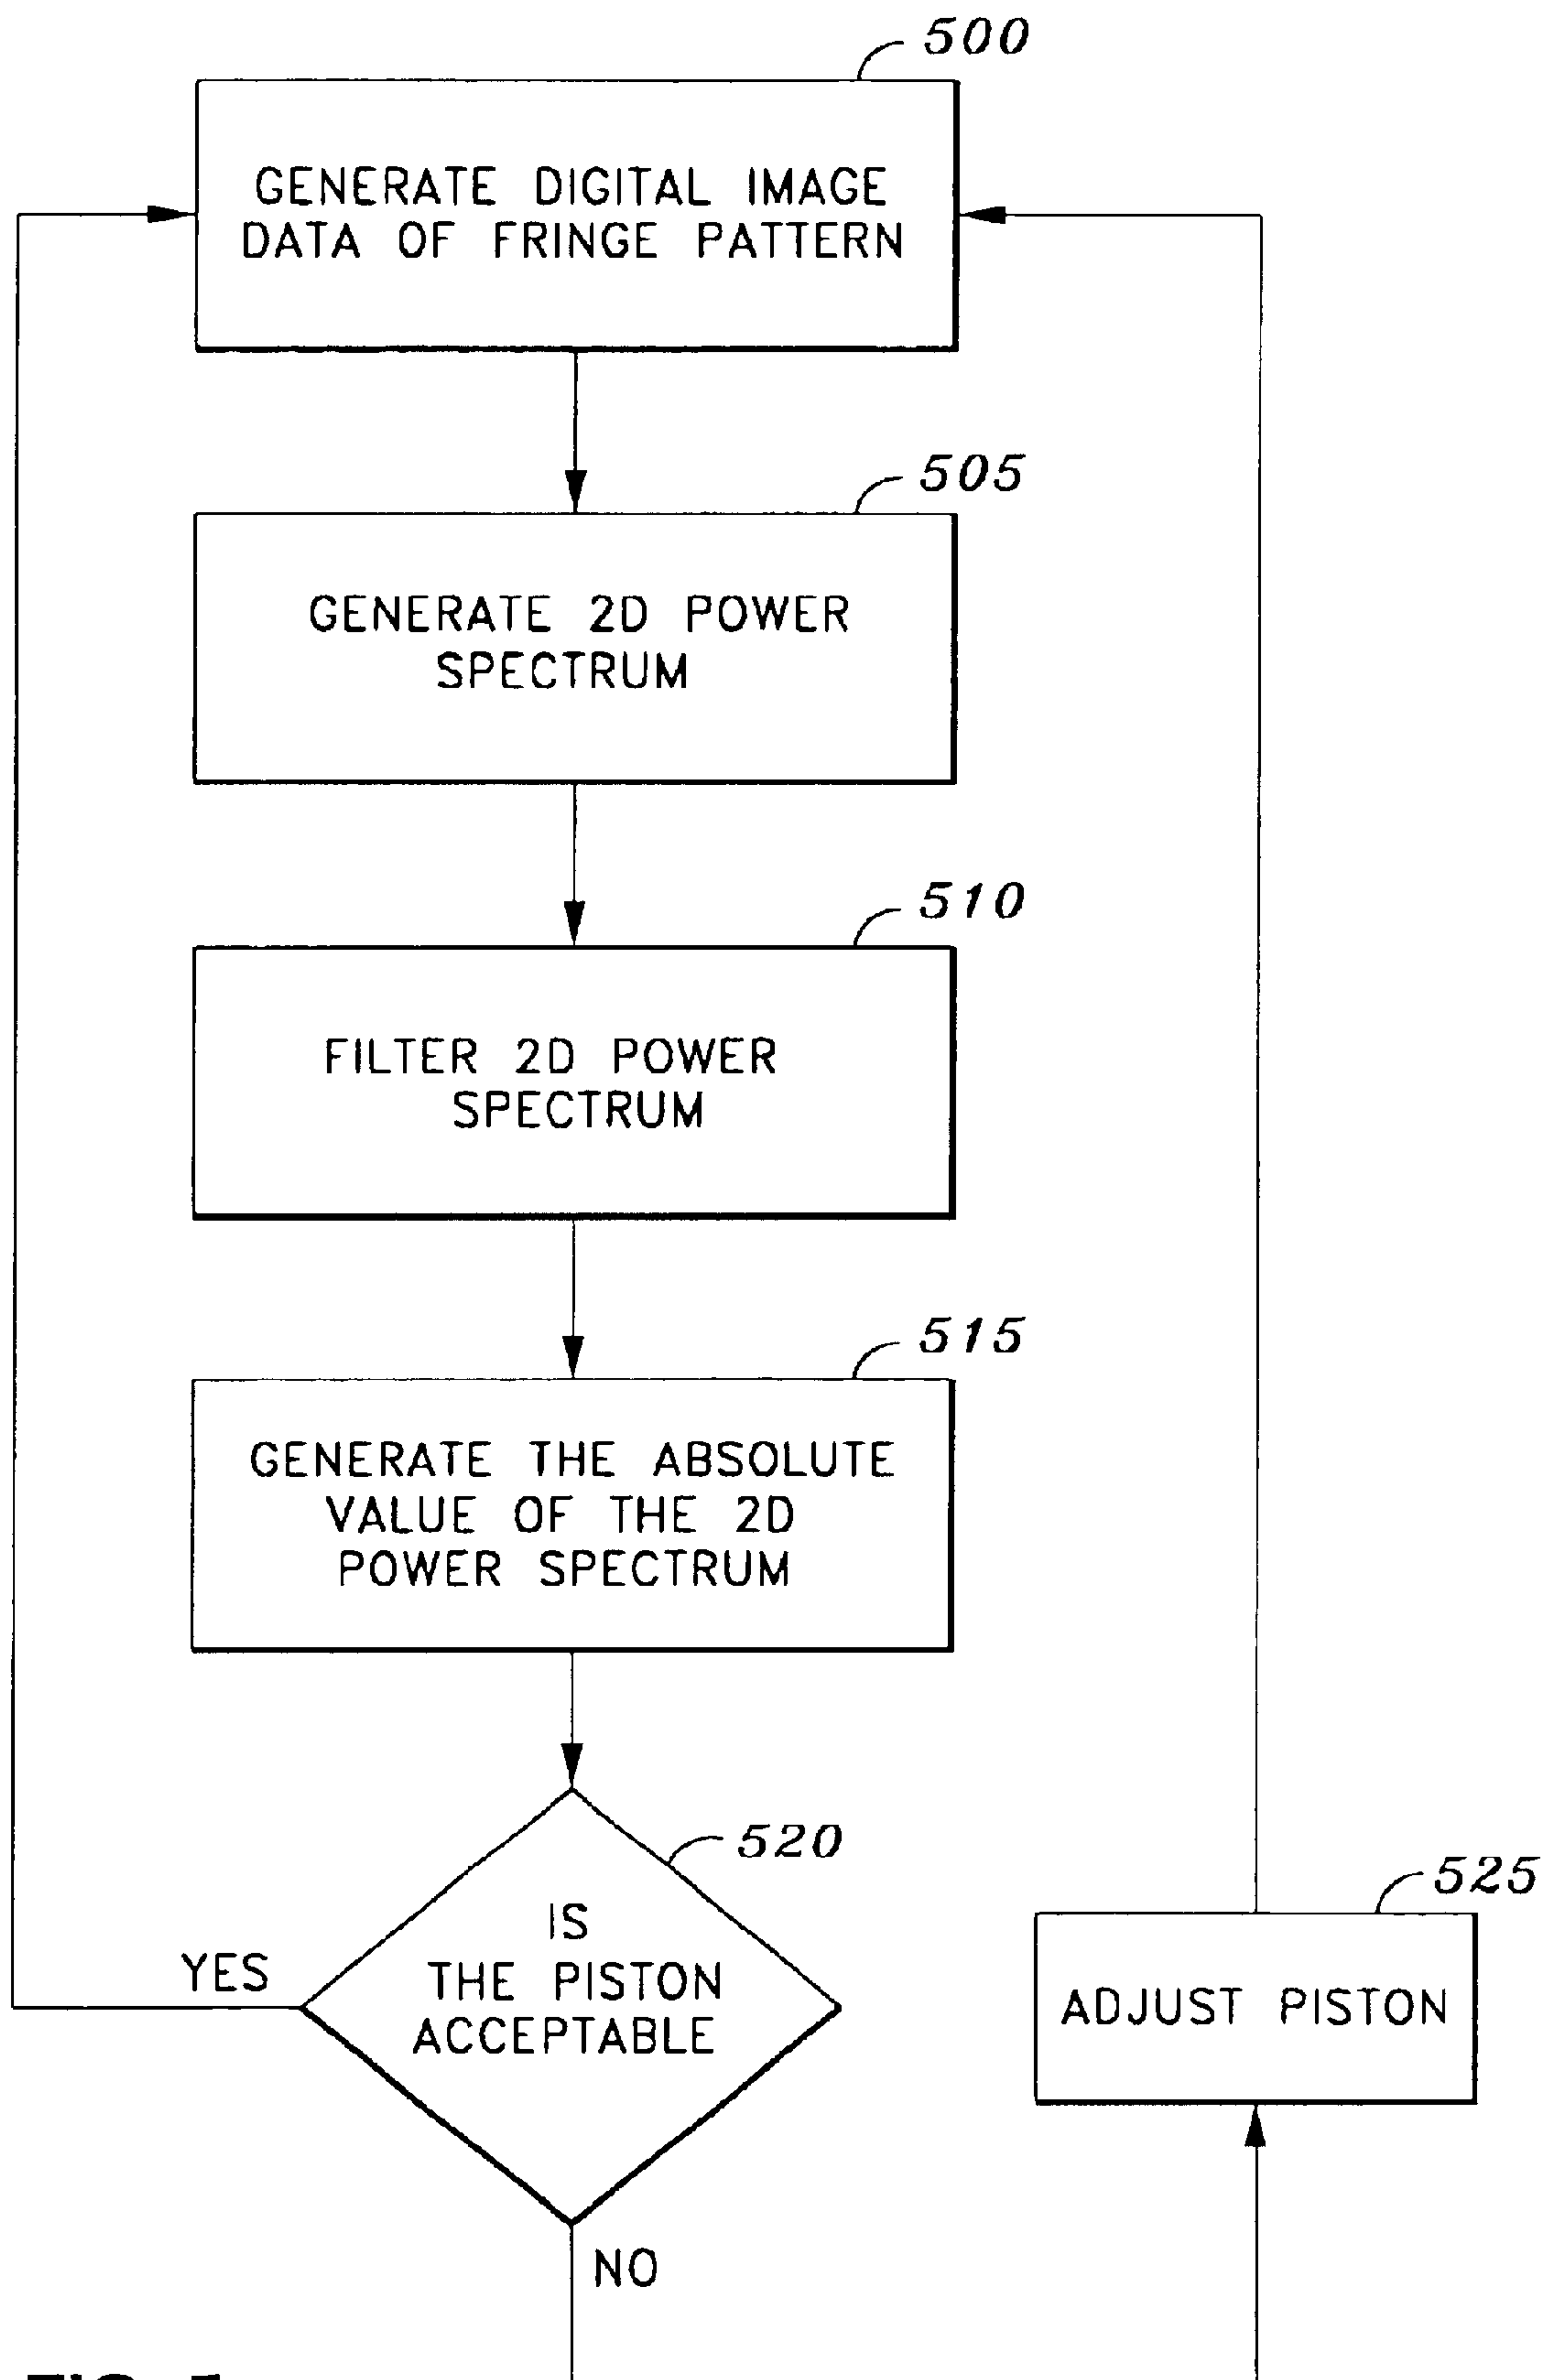 500
GENERATE DIGITAL IMAGE
DATA OF FRINGE PATTERN
505
GENERATE 2D POWER
SPECTRUM
510
FILTER 2D POWER
SPECTRUM
515
GENERATE THE ABSOLUTE
VALUE OF THE 2D
POWER SPECTRUM
520
IS
THE PISTON
ACCEPTABLE
YES
NO
525
ADJUST PISTON